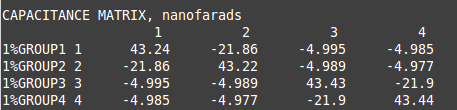 CAPACITANCE MATRIX, nanofarads
1 2 3 4
1%GROUP1 1 43.24 -21.86 -4.995 -4.985
1%GROUP2 2 -21.86 43.22 -4.989 -4.977
1%GROUP3 3 -4.995 -4.989 43.43 -21.9
1%GROUP4 4 -4.985 -4.977 -21.9 43.44